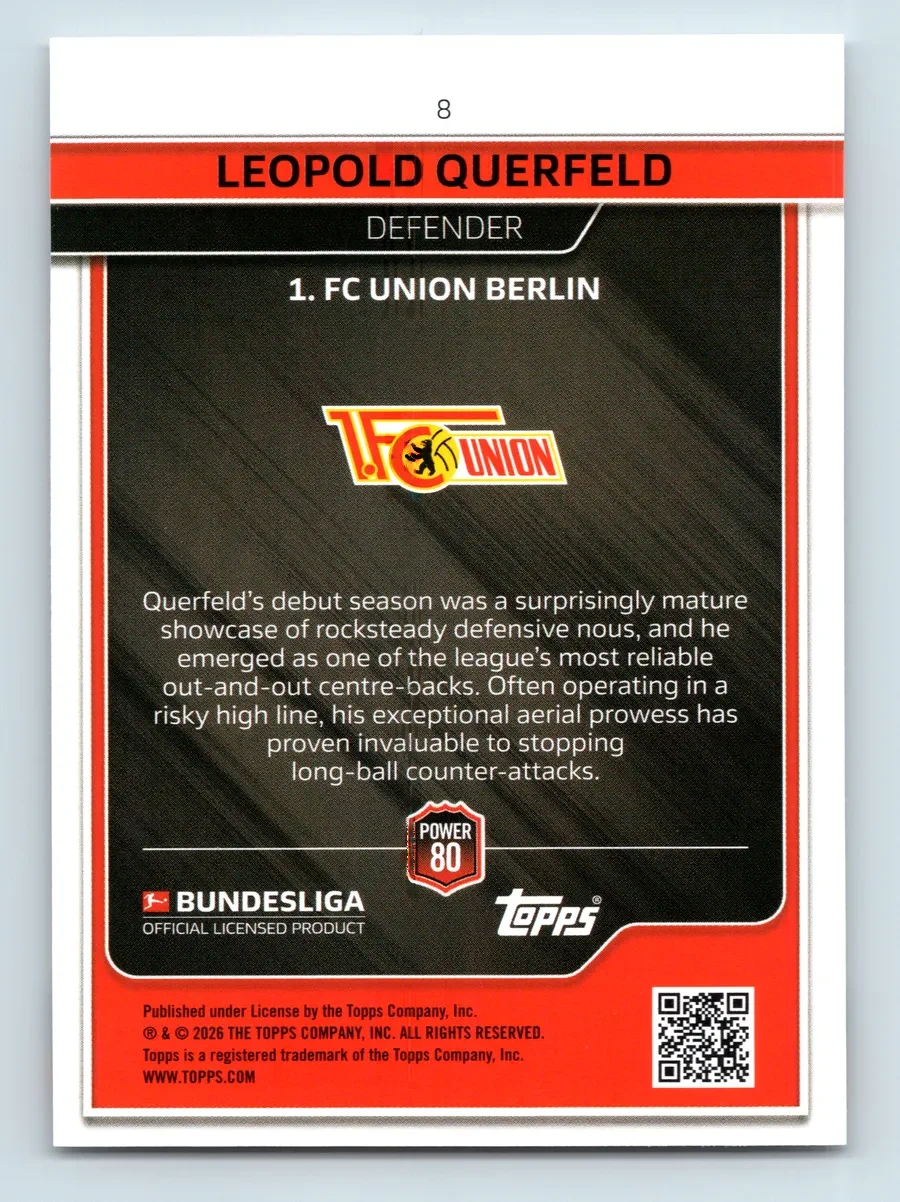 8
LEOPOLD QUERFELD
DEFENDER
1. FC UNION BERLIN
1.FC UNION
Querfeld's debut season was a surprisingly mature
showcase of rocksteady defensive nous, and he
emerged as one of the league's most reliable
out-and-out centre-backs. Often operating in a
risky high line, his exceptional aerial prowess has
proven invaluable to stopping
long-ball counter-attacks.
POWER
80
BUNDESLIGA
OFFICIAL LICENSED PRODUCT
Topps®
Published under License by the Topps Company, Inc.
® & © 2026 THE TOPPS COMPANY, INC. ALL RIGHTS RESERVED.
Topps is a registered trademark of the Topps Company, Inc.
WWW.TOPPS.COM